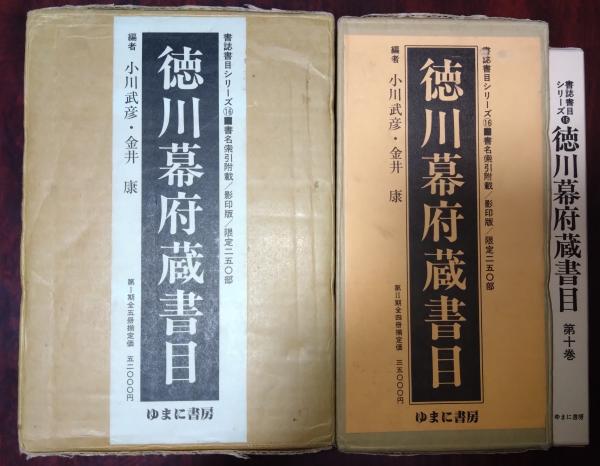 書誌書目シリーズ⑯■書名索引附載/影印版/限定二五〇部
徳川幕府蔵書目
編者 小川武彦・金井 康
第Ⅰ期全五冊揃定価 五二〇〇〇円
ゆまに書房
書誌書目シリーズ⑯■書名索引附載/影印版/限定二五〇部
徳川幕府蔵書目
編者 小川武彦・金井 康
第Ⅱ期全四冊揃定価 三五〇〇〇円
ゆまに書房
書誌書目
シリーズ⑯
徳川幕府蔵書目 第十巻
ゆまに書房